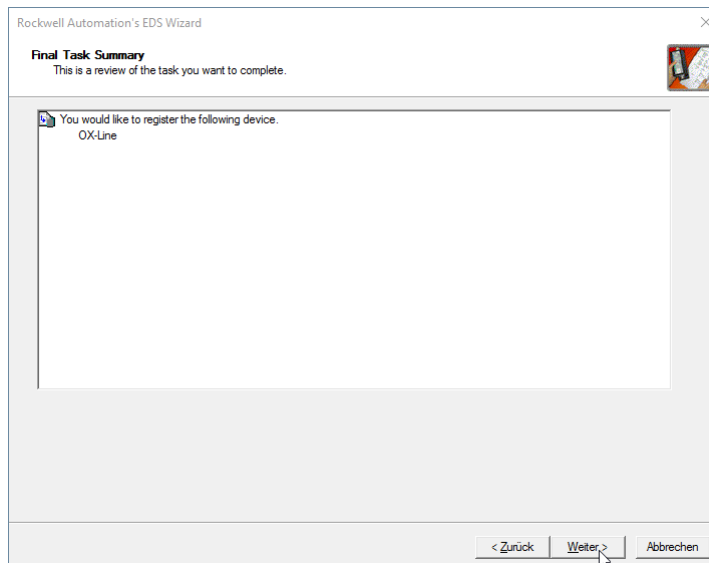 Rockwell Automation's EDS Wizard
Final Task Summary
This is a review of the task you want to complete.
You would like to register the following device.
OX-Line
< Zurück
Weiter >
Abbrechen